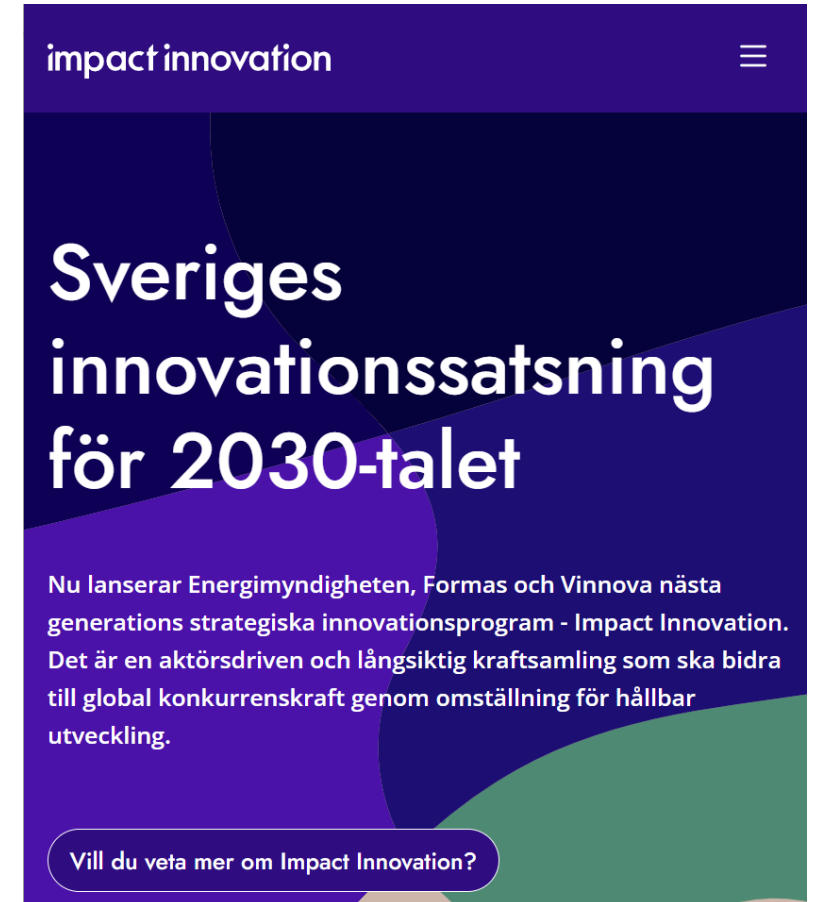 impact innovation
Sveriges
innovationssatsning
för 2030-talet
Nu lanserar Energimyndigheten, Formas och Vinnova nästa
generations strategiska innovationsprogram - Impact Innovation.
Det är en aktörsdriven och långsiktig kraftsamling som ska bidra
till global konkurrenskraft genom omställning för hållbar
utveckling.
Vill du veta mer om Impact Innovation?